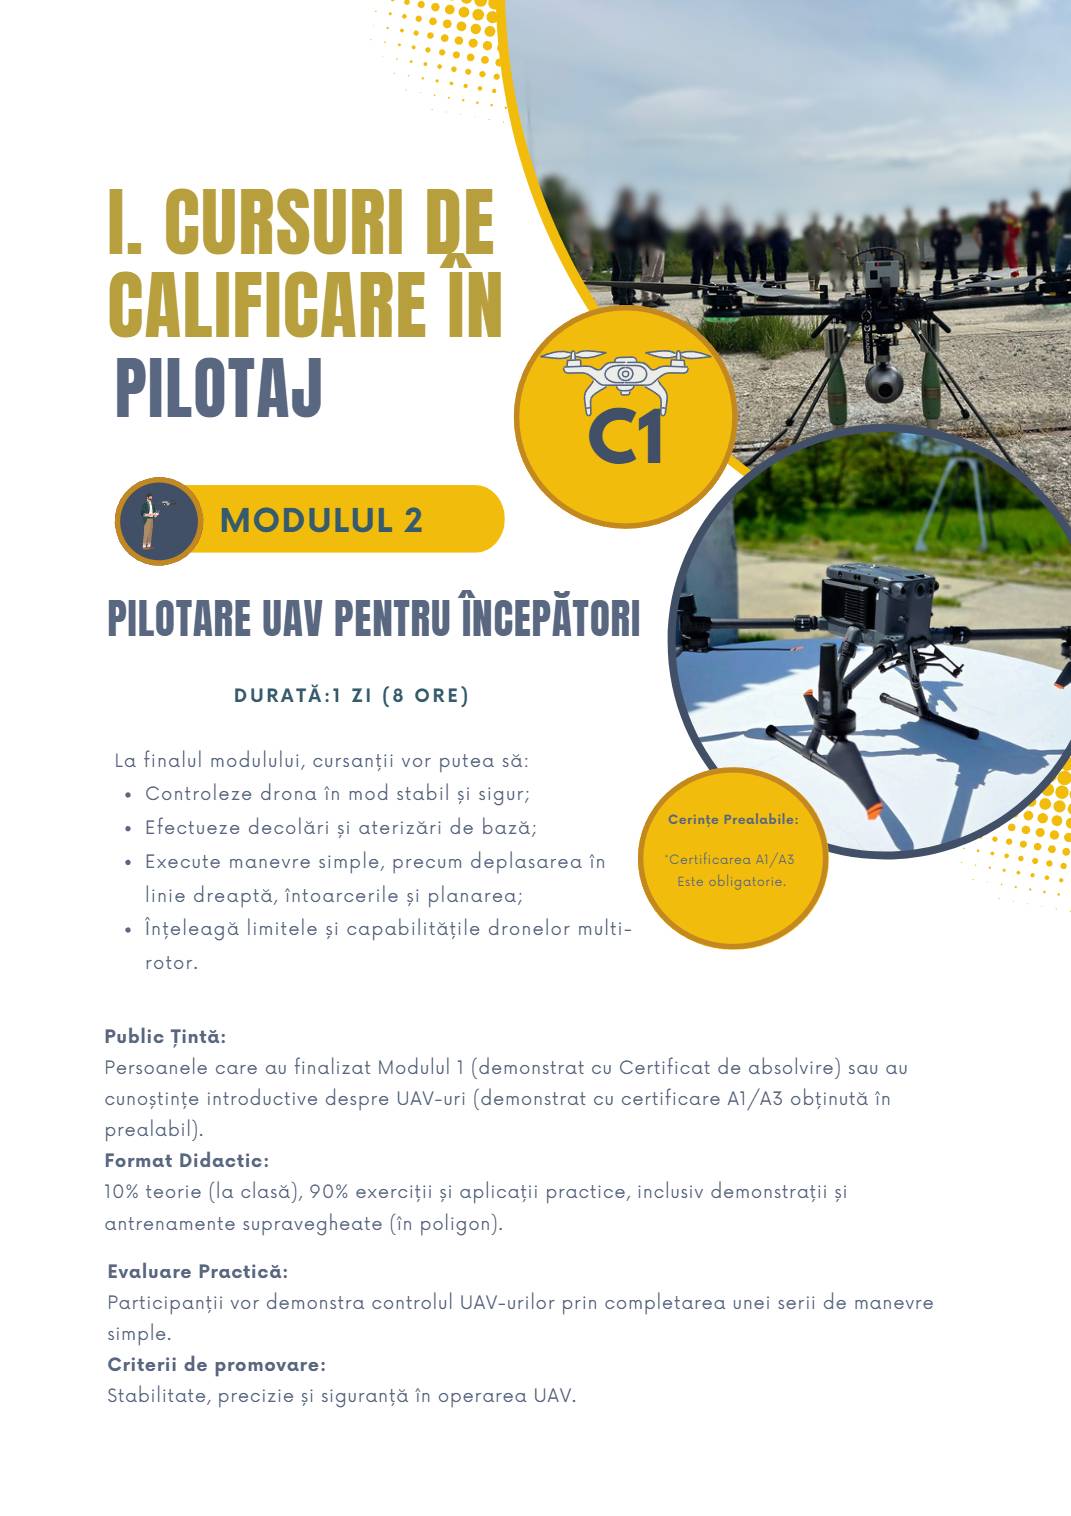 I. CURSURI DE
CALIFICARE ÎN
PILOTAJ
C1
MODULUL 2
PILOTARE UAV PENTRU ÎNCEPĂTORI
DURATĂ:1 ZI (8 ORE)
La finalul modulului, cursanții vor putea să:
• Controleze drona în mod stabil și sigur;
• Efectueze decolări și aterizări de bază;
• Execute manevre simple, precum deplasarea în
linie dreaptă, întoarcerile și planarea;
• Înțeleagă limitele și capabilitățile dronelor multi-
rotor.
Cerințe Prealabile:
*Certificarea A1/A3
Este obligatorie.
Public Țintă:
Persoanele care au finalizat Modulul 1 (demonstrat cu Certificat de absolvire) sau au
cunoștințe introductive despre UAV-uri (demonstrat cu certificare A1/A3 obținută în
prealabil).
Format Didactic:
10% teorie (la clasă), 90% exerciții și aplicații practice, inclusiv demonstrații și
antrenamente supravegheate (în poligon).
Evaluare Practică:
Participanții vor demonstra controlul UAV-urilor prin completarea unei serii de manevre
simple.
Criterii de promovare:
Stabilitate, precizie și siguranță în operarea UAV.